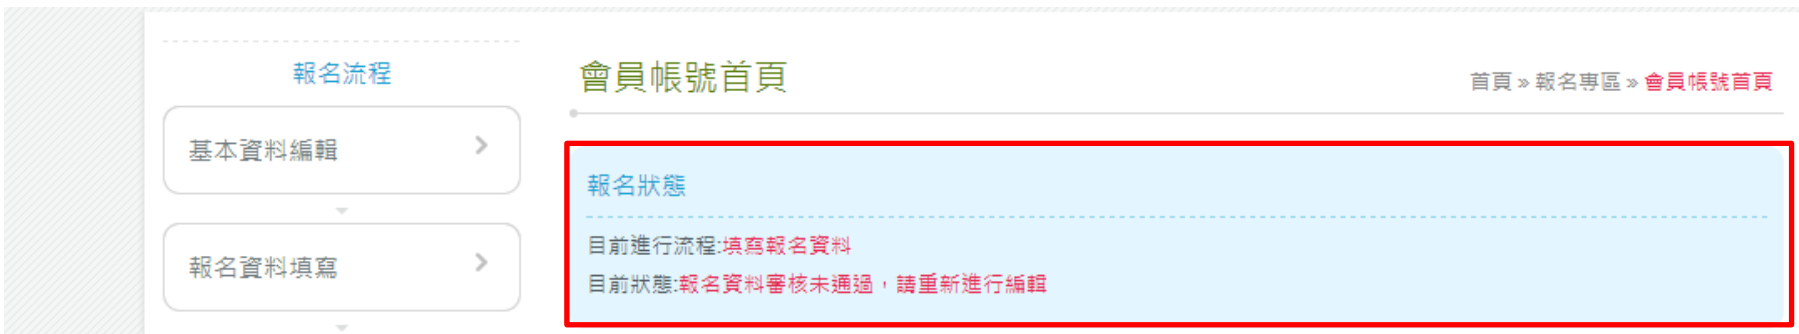 報名流程
基本資料編輯
報名資料填寫
會員帳號首頁
首頁 » 報名專區 » 會員帳號首頁
報名狀態
目前進行流程:填寫報名資料
目前狀態:報名資料審核未通過，請重新進行編輯